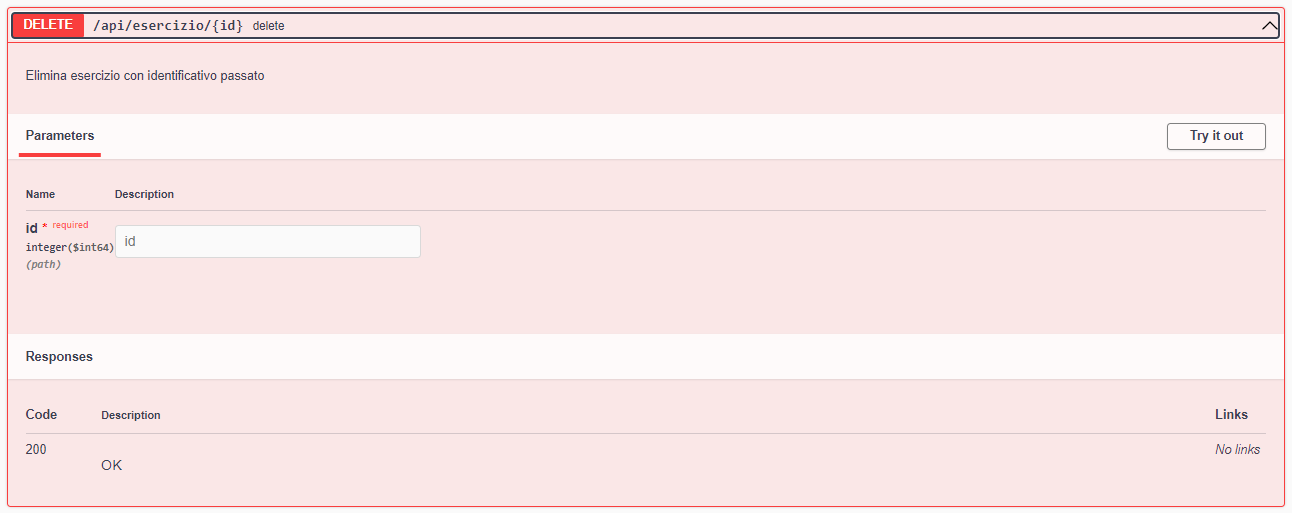 DELETE /api/esercizio/{id} delete
Elimina esercizio con identificativo passato
Parameters Try it out
Name Description
id * required
integer($int64) id
(path)
Responses
Code Description Links
200 No links
OK